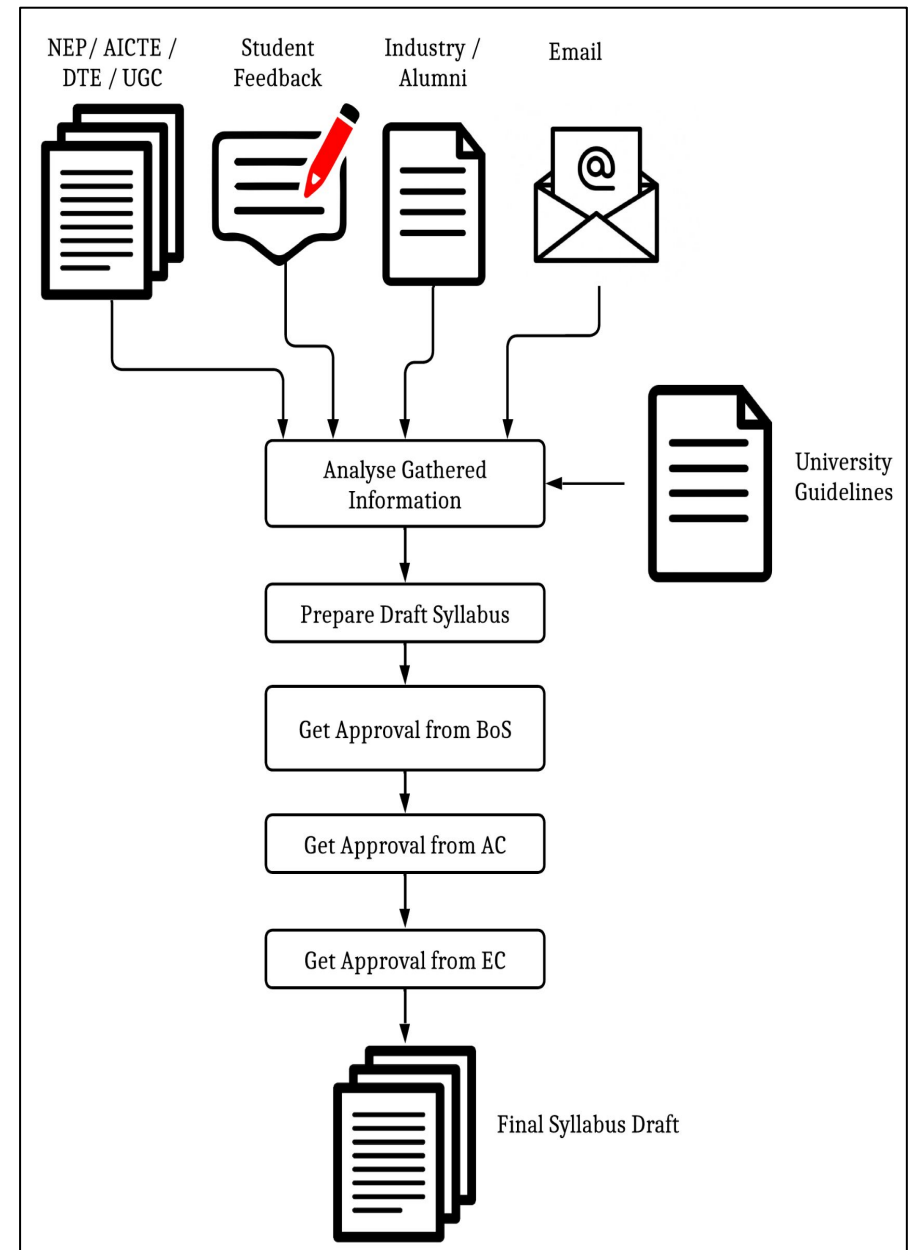 NEP/ AICTE /
DTE / UGC
Student
Feedback
Industry /
Alumni
Email
@
Analyse Gathered
Information
University
Guidelines
Prepare Draft Syllabus
Get Approval from BoS
Get Approval from AC
Get Approval from EC
Final Syllabus Draft